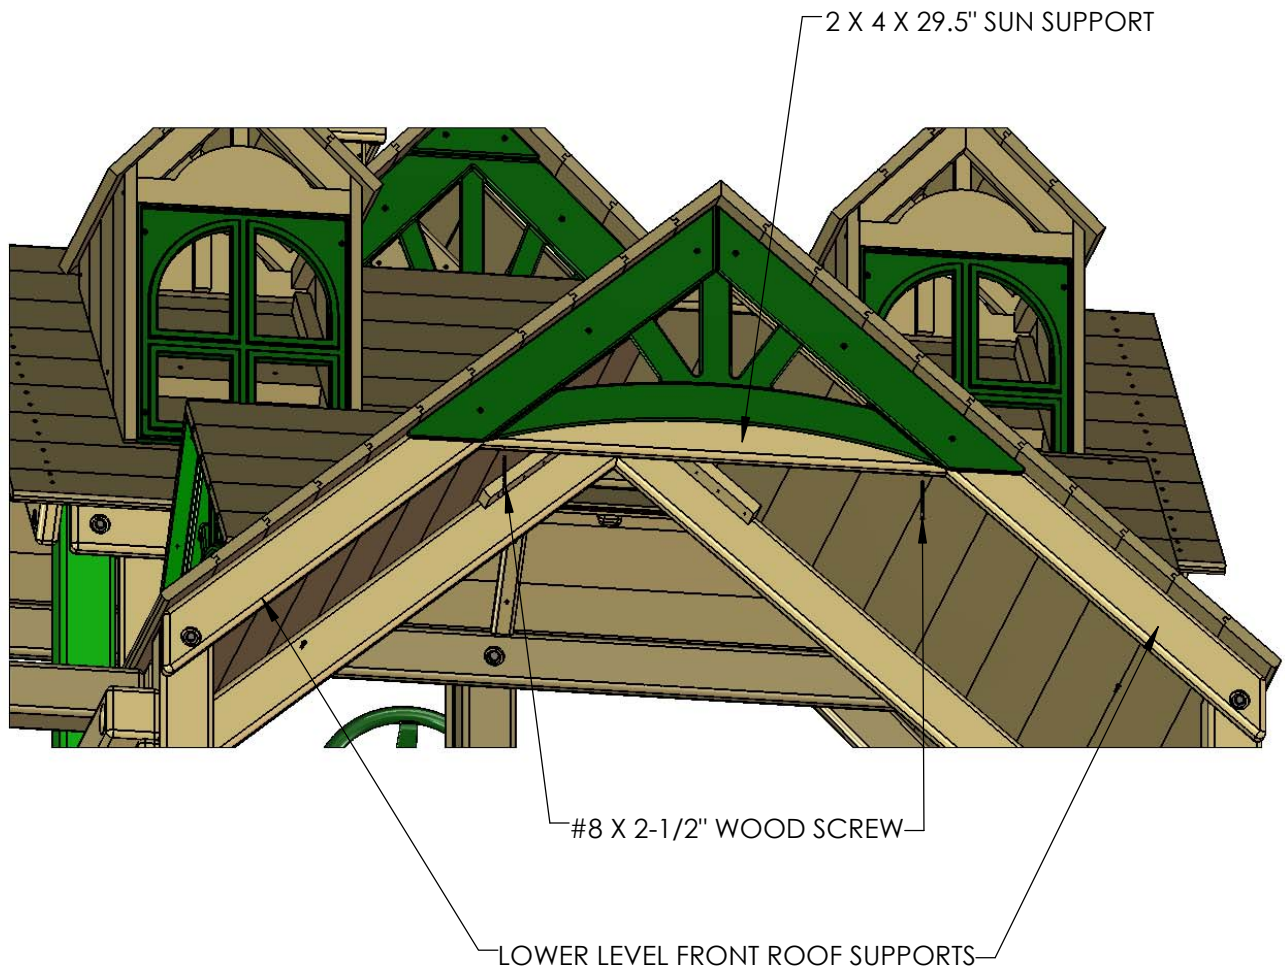 2 X 4 X 29.5" SUN SUPPORT
#8 X 2-1/2" WOOD SCREW
LOWER LEVEL FRONT ROOF SUPPORTS